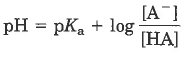 pH = pKa + log [A⁻]/[HA]